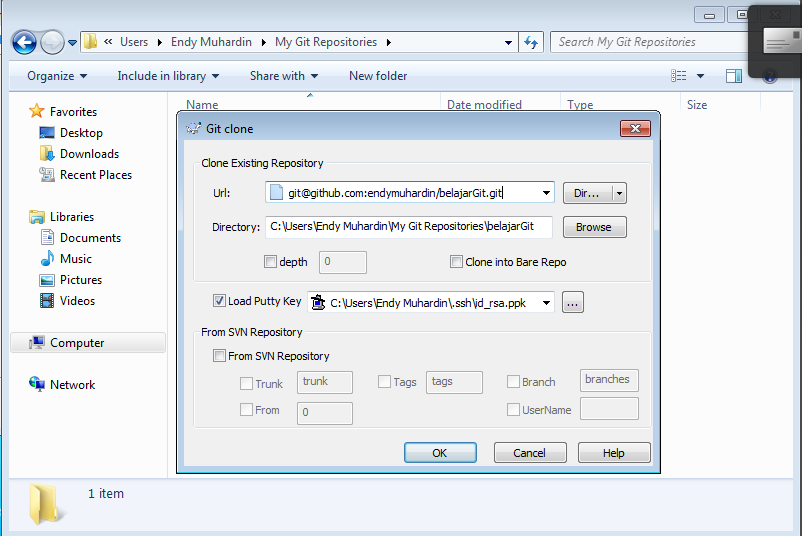 « Users Endy Muhardin My Git Repositories
Search My Git Repositories
Organize Include in library Share with New folder
Name Date modified Type Size
Favorites
Desktop
Downloads
Recent Places
Libraries
Documents
Music
Pictures
Videos
Computer
Network
Git clone
Clone Existing Repository
Url: git@github.com:endymuhardin/belajarGit.git Dir...
Directory: C:\Users\Endy Muhardin\My Git Repositories\belajarGit Browse
depth 0 Clone into Bare Repo
Load Putty Key C:\Users\Endy Muhardin\.ssh\id_rsa.ppk ...
From SVN Repository
From SVN Repository
Trunk trunk Tags tags Branch branches
From 0 UserName
OK Cancel Help
1 item